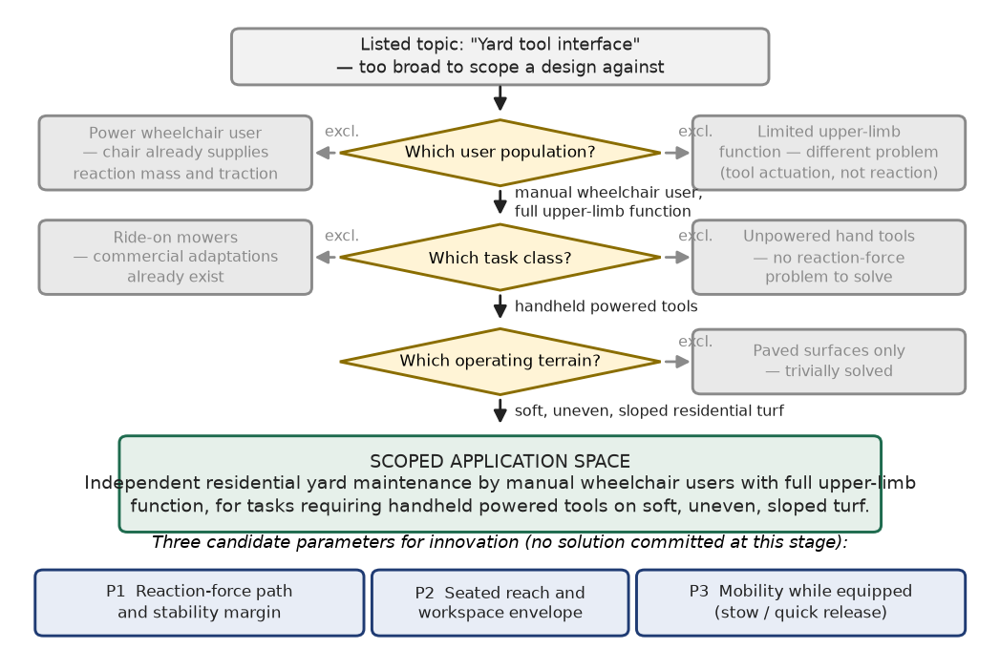 Listed topic: "Yard tool interface"
— too broad to scope a design against
Power wheelchair user
— chair already supplies
reaction mass and traction
excl.
Which user population?
excl.
Limited upper-limb
function — different problem
(tool actuation, not reaction)
manual wheelchair user,
full upper-limb function
Ride-on mowers
— commercial adaptations
already exist
excl.
Which task class?
excl.
Unpowered hand tools
— no reaction-force
problem to solve
handheld powered tools
Which operating terrain?
excl.
Paved surfaces only
— trivially solved
soft, uneven, sloped residential turf
SCOPED APPLICATION SPACE
Independent residential yard maintenance by manual wheelchair users with full upper-limb
function, for tasks requiring handheld powered tools on soft, uneven, sloped turf.
Three candidate parameters for innovation (no solution committed at this stage):
P1  Reaction-force path
and stability margin
P2  Seated reach and
workspace envelope
P3  Mobility while equipped
(stow / quick release)